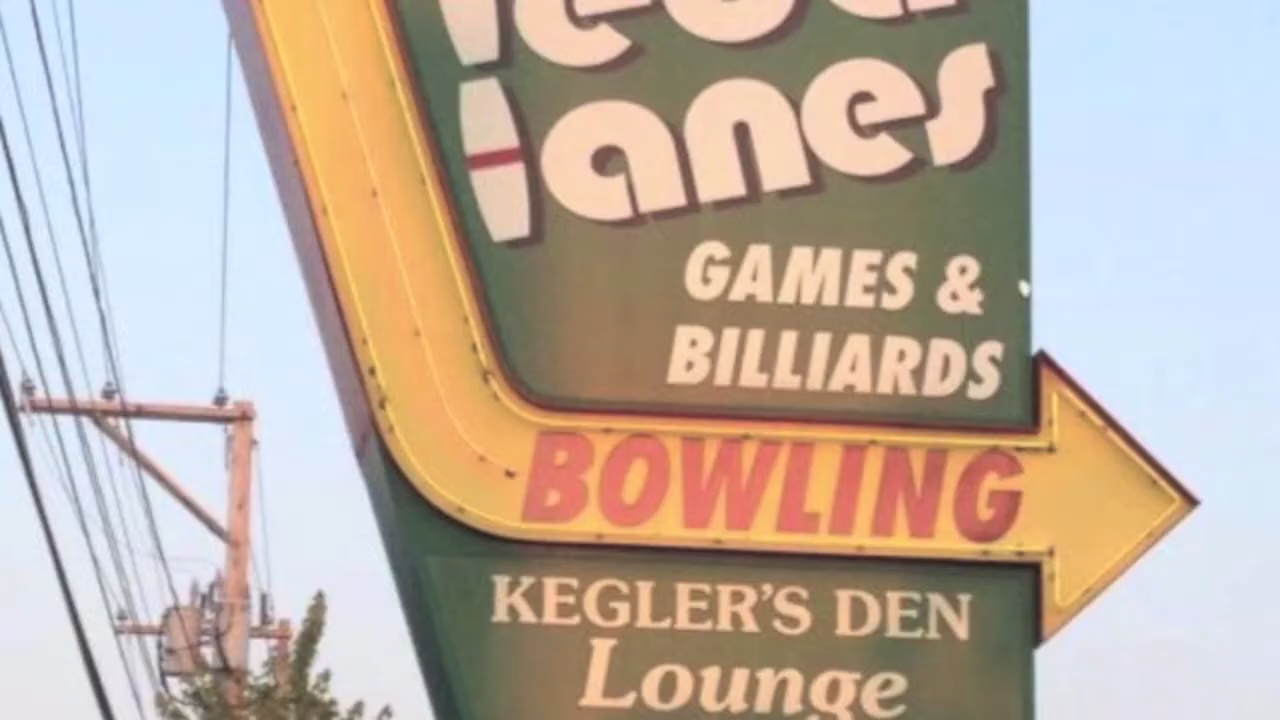 lanes
GAMES &
BILLIARDS
BOWLING
KEGLER'S DEN
Lounge